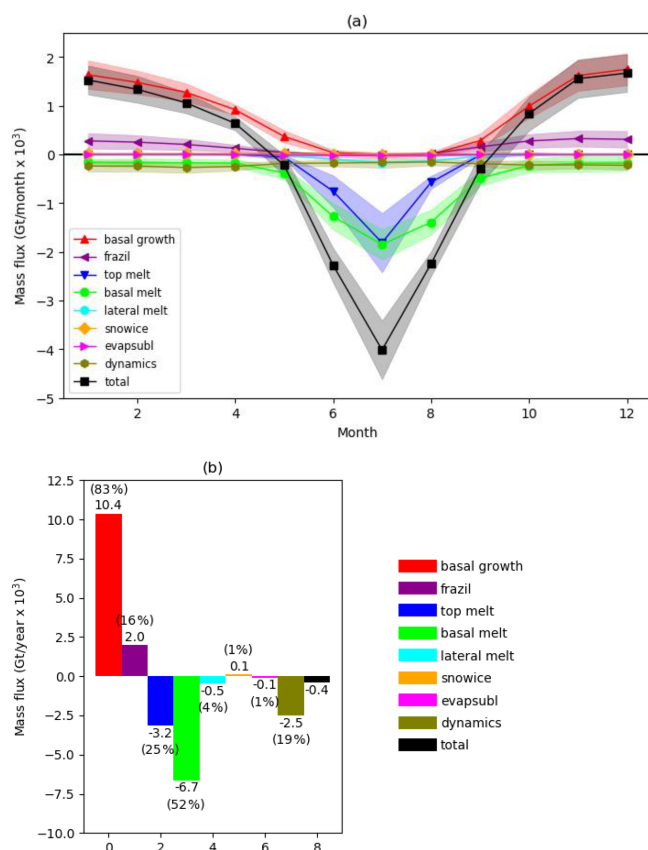 (a)
Mass flux (Gt/month x 10³)
2
1
0
−1
−2
−3
−4
−5
basal growth
frazil
top melt
basal melt
lateral melt
snowice
evapsubl
dynamics
total
2
4
6
8
10
12
Month
(b)
Mass flux (Gt/year x 10³)
12.5
10.0
7.5
5.0
2.5
0.0
−2.5
−5.0
−7.5
−10.0
(83%)
10.4
(16%)
2.0
-3.2
(25%)
-6.7
(52%)
-0.5
(4%)
(1%)
0.1
-0.1
(1%)
-2.5
(19%)
-0.4
0
2
4
6
8
basal growth
frazil
top melt
basal melt
lateral melt
snowice
evapsubl
dynamics
total